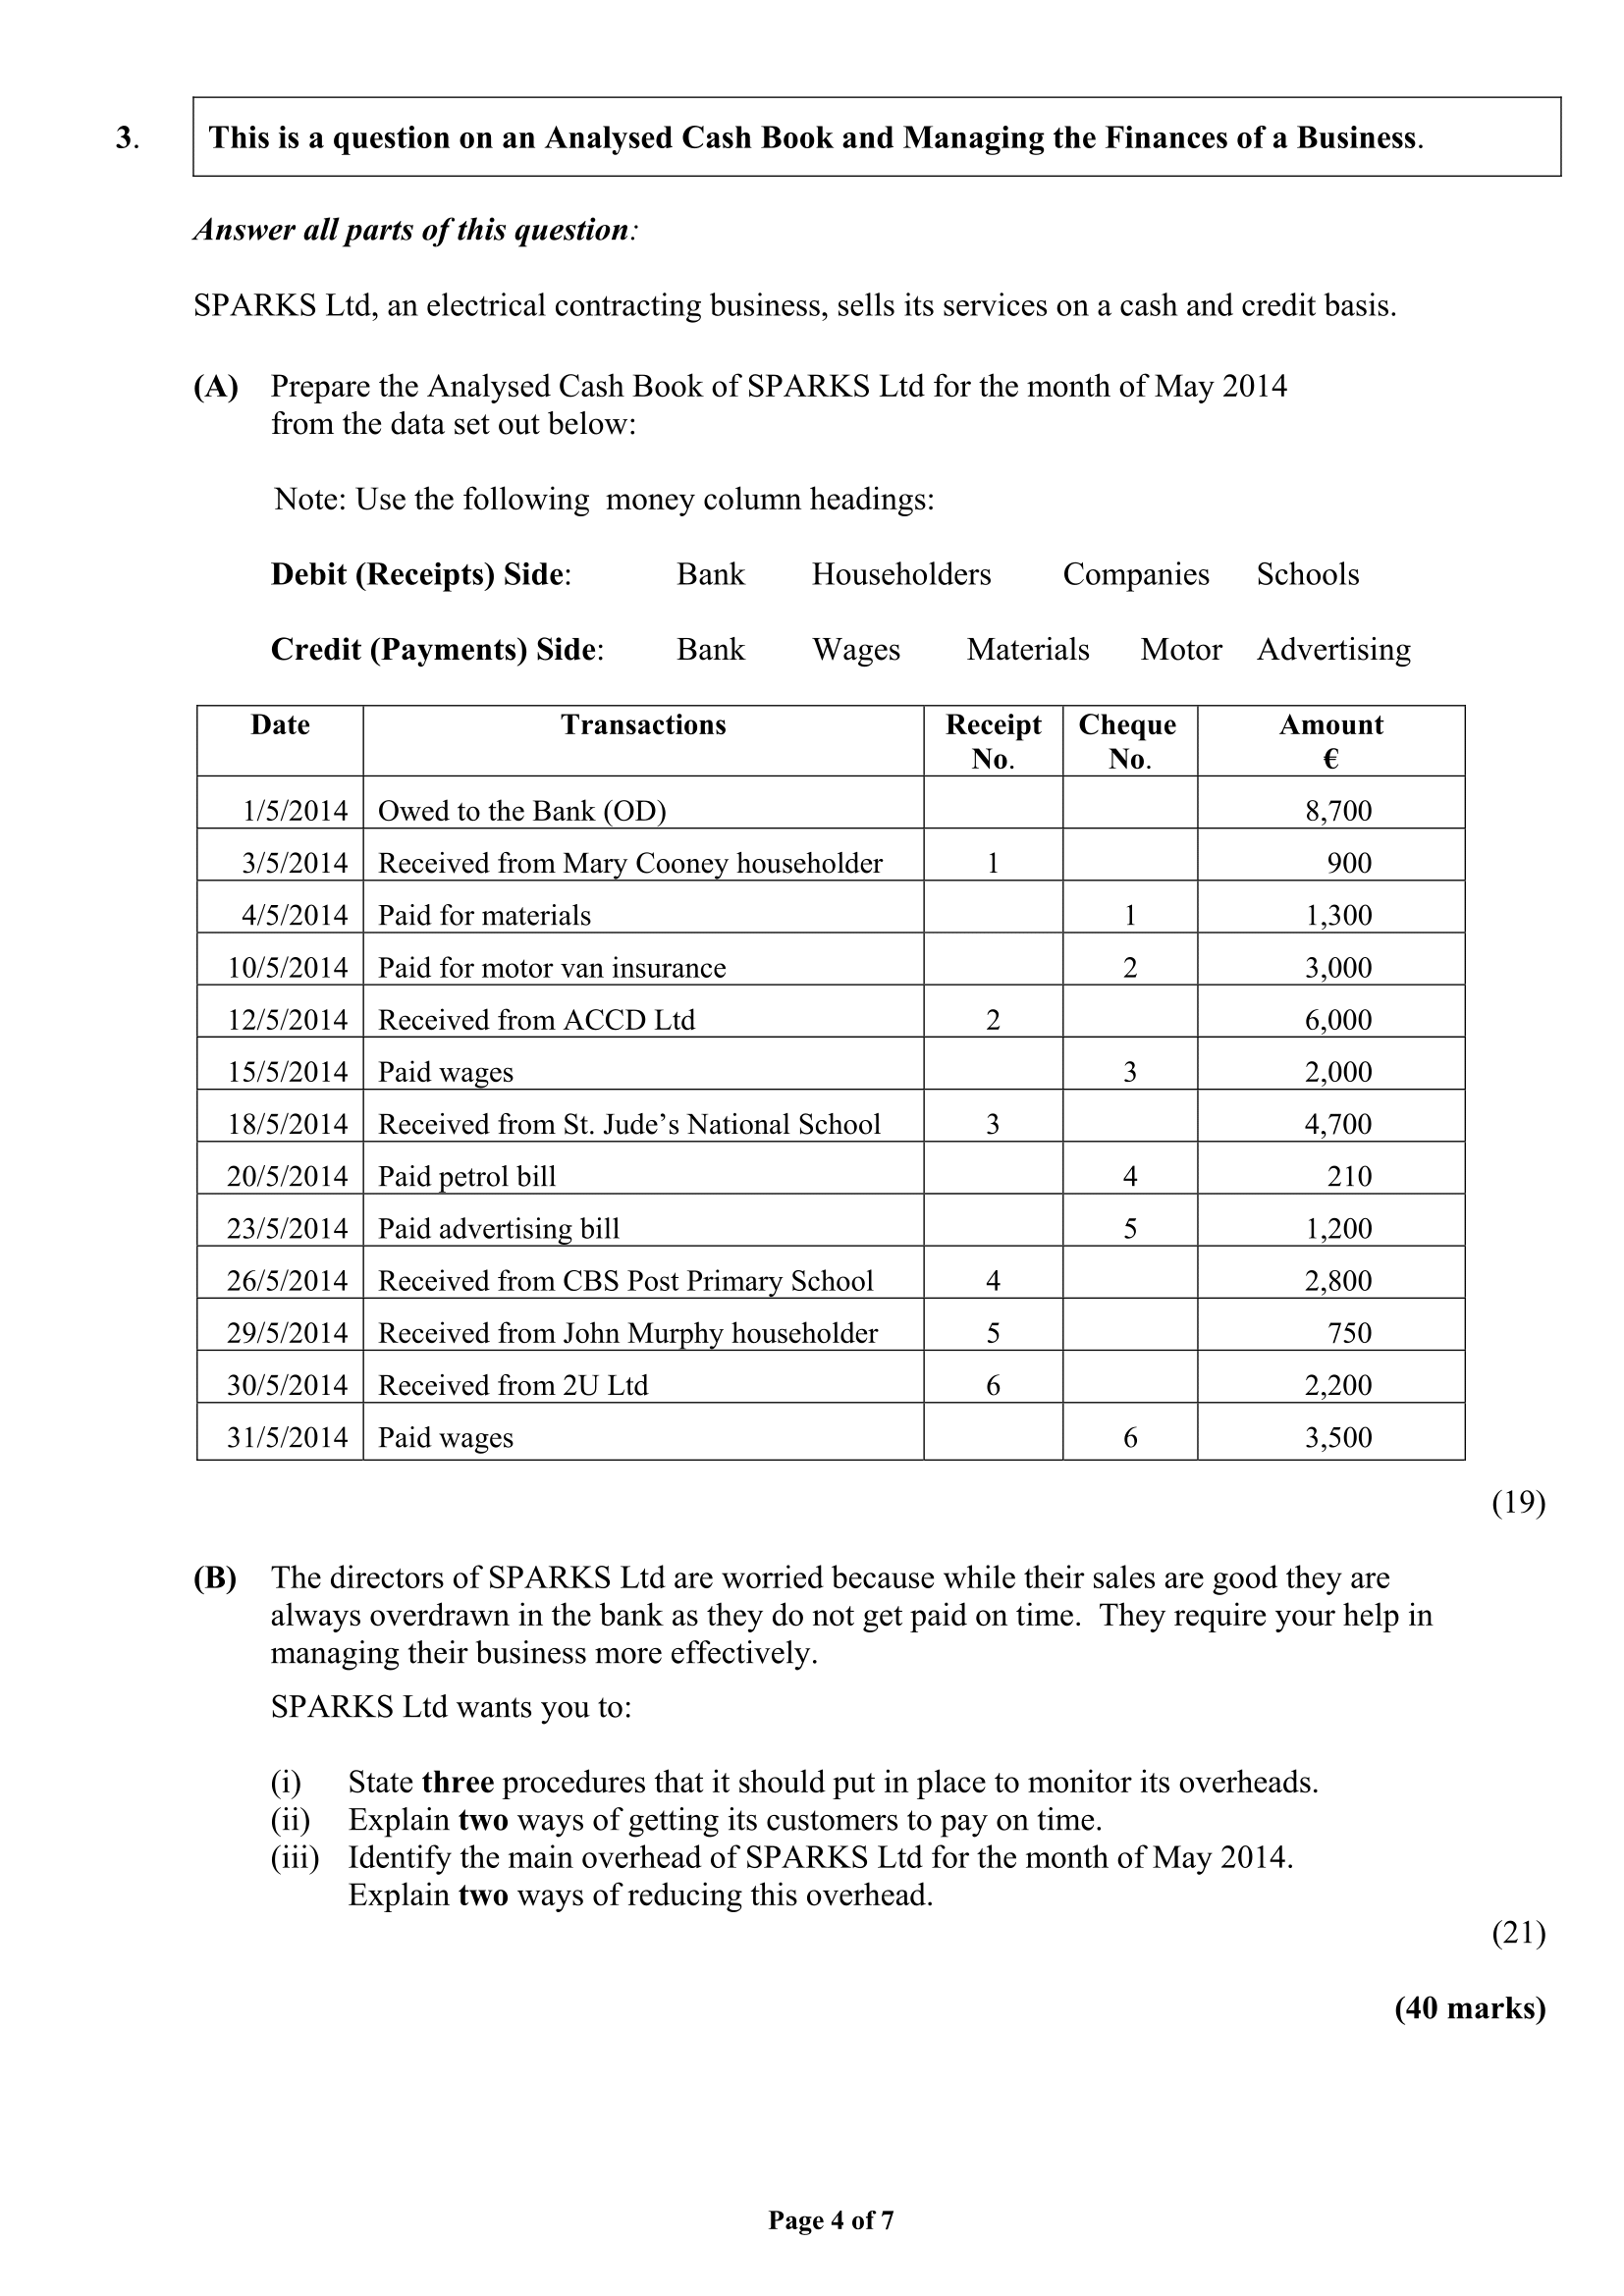 3. This is a question on an Analysed Cash Book and Managing the Finances of a Business.
Answer all parts of this question:
SPARKS Ltd, an electrical contracting business, sells its services on a cash and credit basis.
(A) Prepare the Analysed Cash Book of SPARKS Ltd for the month of May 2014
from the data set out below:
Note: Use the following money column headings:
Debit (Receipts) Side: Bank Householders Companies Schools
Credit (Payments) Side: Bank Wages Materials Motor Advertising
Date Transactions Receipt Cheque Amount
No. No. €
1/5/2014 Owed to the Bank (OD) 8,700
3/5/2014 Received from Mary Cooney householder 1 900
4/5/2014 Paid for materials 1 1,300
10/5/2014 Paid for motor van insurance 2 3,000
12/5/2014 Received from ACCD Ltd 2 6,000
15/5/2014 Paid wages 3 2,000
18/5/2014 Received from St. Jude’s National School 3 4,700
20/5/2014 Paid petrol bill 4 210
23/5/2014 Paid advertising bill 5 1,200
26/5/2014 Received from CBS Post Primary School 4 2,800
29/5/2014 Received from John Murphy householder 5 750
30/5/2014 Received from 2U Ltd 6 2,200
31/5/2014 Paid wages 6 3,500
(19)
(B) The directors of SPARKS Ltd are worried because while their sales are good they are
always overdrawn in the bank as they do not get paid on time. They require your help in
managing their business more effectively.
SPARKS Ltd wants you to:
(i) State three procedures that it should put in place to monitor its overheads.
(ii) Explain two ways of getting its customers to pay on time.
(iii) Identify the main overhead of SPARKS Ltd for the month of May 2014.
Explain two ways of reducing this overhead.
(21)
(40 marks)
Page 4 of 7